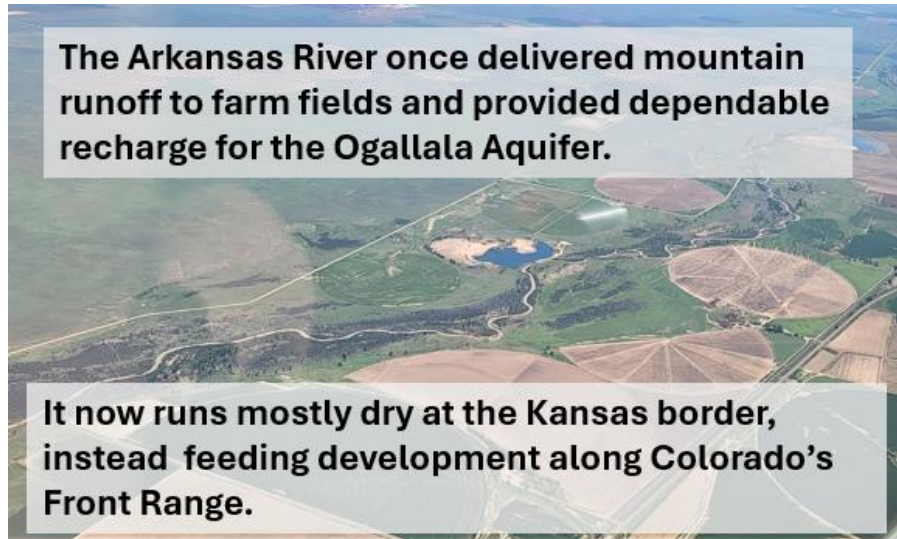 The Arkansas River once delivered mountain
runoff to farm fields and provided dependable
recharge for the Ogallala Aquifer.
It now runs mostly dry at the Kansas border,
instead  feeding development along Colorado’s
Front Range.